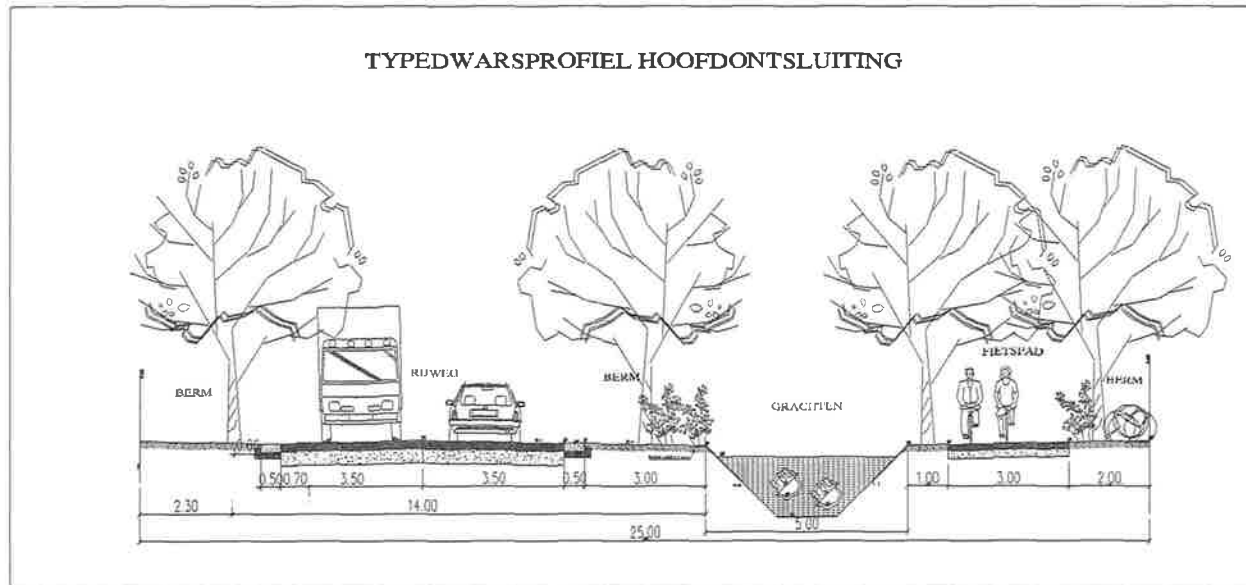 TYPEDWARSPROFIEL HOOFDONTSLUITING
FIETSPAD
BERM
RIJWEG
BERM
GRACHTEN
BERM
0.50
0.70
3.50
3.50
0.50
3.00
1.00
3.00
2.00
2.30
14.00
5.00
25.00